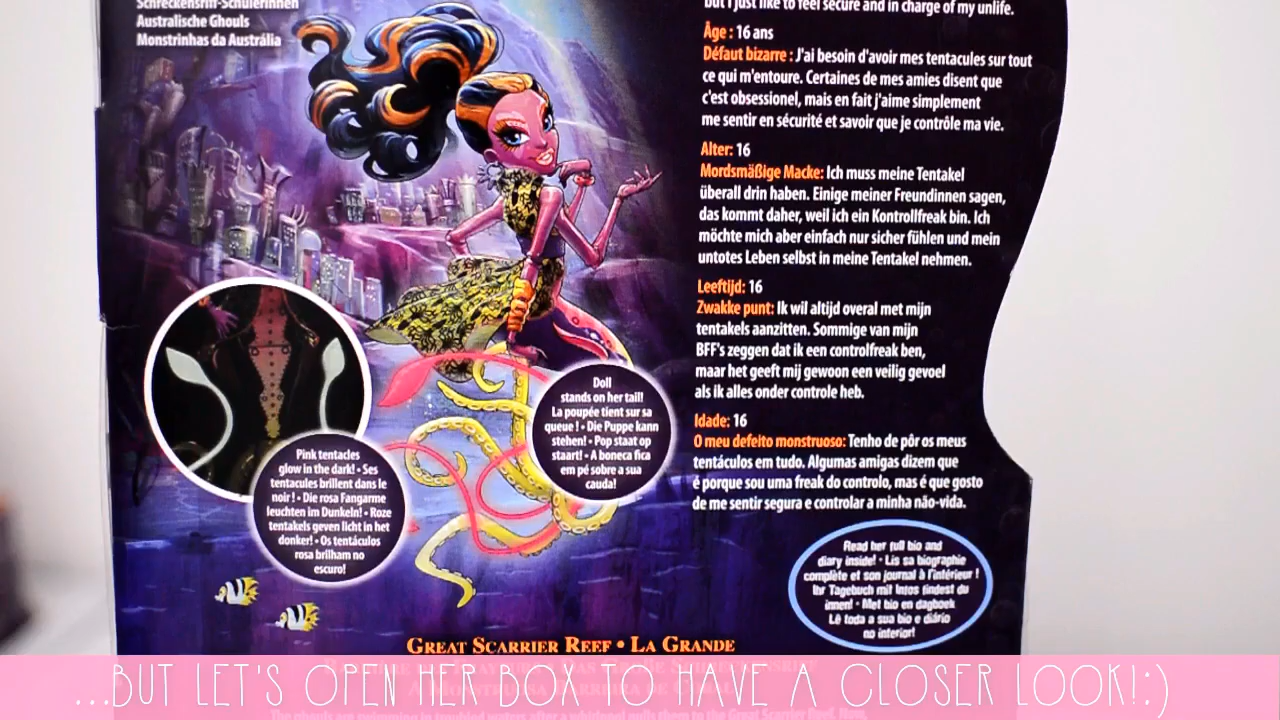 Schreckensriff-Schülerinnen
Australische Ghouls
Monstrinhas da Austrália
but I just like to feel secure and in charge of my unlife.
Âge : 16 ans
Défaut bizarre : J'ai besoin d'avoir mes tentacules sur tout
ce qui m'entoure. Certaines de mes amies disent que
c'est obsessionel, mais en fait j'aime simplement
me sentir en sécurité et savoir que je contrôle ma vie.
Alter: 16
Mordsmäßige Macke: Ich muss meine Tentakel
überall drin haben. Einige meiner Freundinnen sagen,
das kommt daher, weil ich ein Kontrollfreak bin. Ich
möchte mich aber einfach nur sicher fühlen und mein
untotes Leben selbst in meine Tentakel nehmen.
Leeftijd: 16
Zwakke punt: Ik wil altijd overal met mijn
tentakels aanzitten. Sommige van mijn
BFF's zeggen dat ik een controlfreak ben,
maar het geeft mij gewoon een veilig gevoel
als ik alles onder controle heb.
Idade: 16
O meu defeito monstruoso: Tenho de pôr os meus
tentáculos em tudo. Algumas amigas dizem que
é porque sou uma freak do controlo, mas é que gosto
de me sentir segura e controlar a minha não-vida.
Doll
stands on her tail!
La poupée tient sur sa
queue ! • Die Puppe kann
stehen! • Pop staat op
staart! • A boneca fica
em pé sobre a sua
cauda!
Pink tentacles
glow in the dark! • Ses
tentacules brillent dans le
noir ! • Die rosa Fangarme
leuchten im Dunkeln! • Roze
tentakels geven licht in het
donker! • Os tentáculos
rosa brilham no
escuro!
Read her full bio and
diary inside! • Lis sa biographie
complète et son journal à l'intérieur !
Ihr Tagebuch mit Infos findest du
innen! • Met bio en dagboek
Lê toda a sua bio e diário
no interior!
Great Scarrier Reef • La Grande
...BUT LET'S OPEN HER BOX TO HAVE A CLOSER LOOK!:)